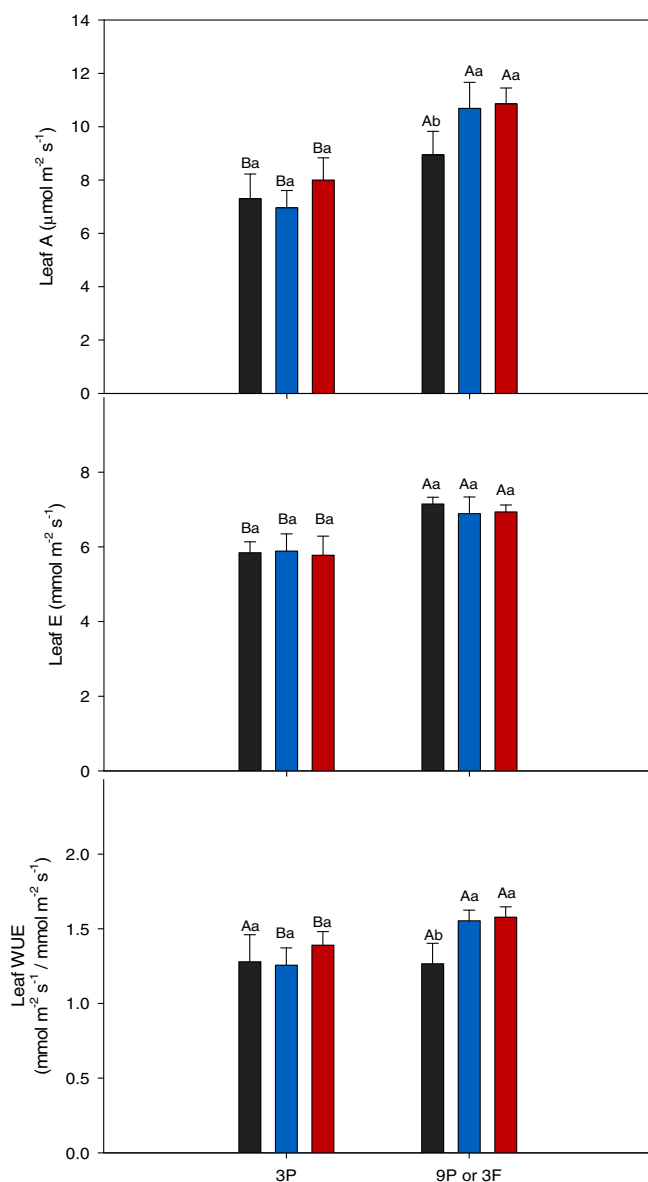 14
12
10
8
6
4
2
0
Leaf A (μmol m-2 s-1)
Ba
Ba
Ba
Ab
Aa
Aa
8
6
4
2
0
Leaf E (mmol m-2 s-1)
Ba
Ba
Ba
Aa
Aa
Aa
2.0
1.5
1.0
0.5
0.0
Leaf WUE
(mmol m-2 s-1 / mmol m-2 s-1)
Aa
Ba
Ba
Ab
Aa
Aa
3P
9P or 3F